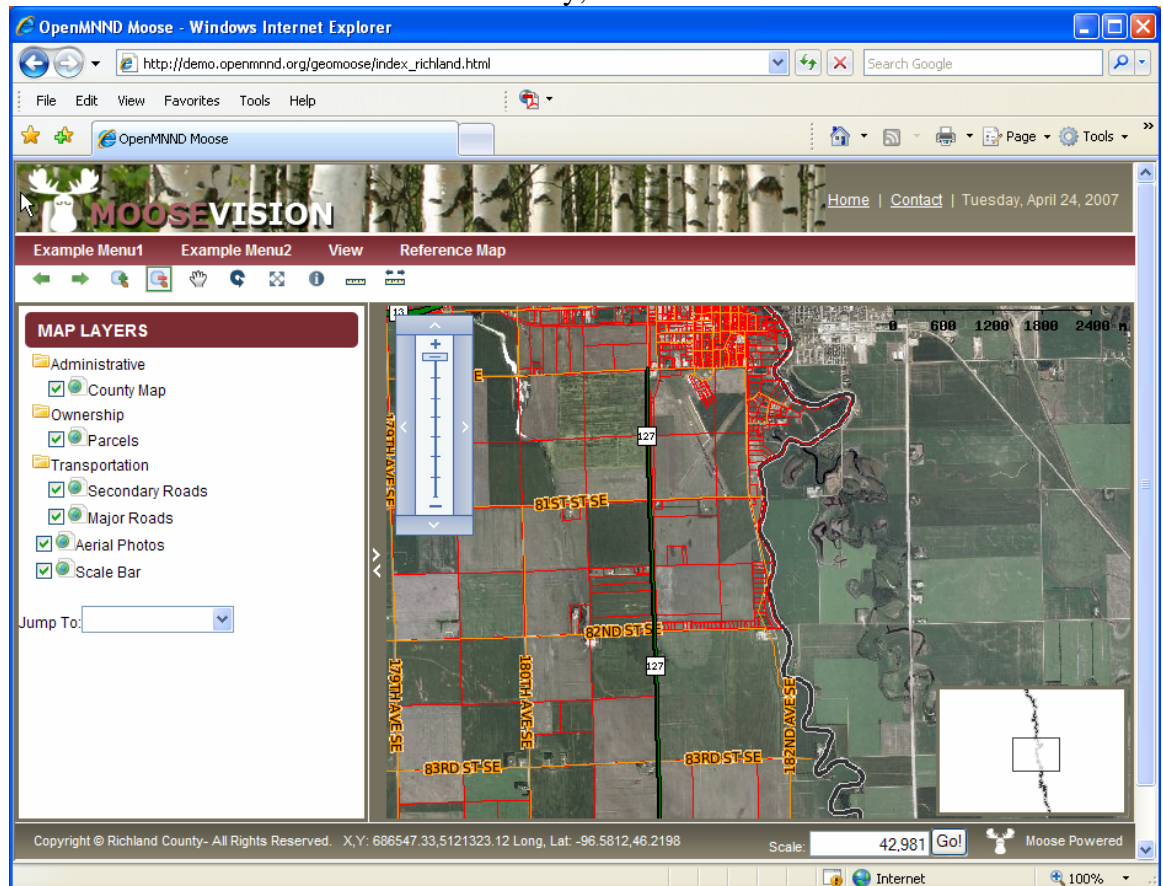 OpenMNND Moose - Windows Internet Explorer
http://demo.openmnnd.org/geomoose/index_richland.html
Search Google
File Edit View Favorites Tools Help
OpenMNND Moose
Page Tools
MOOSEVISION
Home | Contact | Tuesday, April 24, 2007
Example Menu1 Example Menu2 View Reference Map
MAP LAYERS
Administrative
County Map
Ownership
Parcels
Transportation
Secondary Roads
Major Roads
Aerial Photos
Scale Bar
Jump To:
13
0 600 1200 1800 2400 m
E
179TH AVE SE
127
81ST ST SE
82ND ST SE
127
179TH AVE SE
180TH AVE SE
182ND AVE SE
83RD ST SE
83RD ST SE
Copyright © Richland County- All Rights Reserved. X,Y: 686547.33,5121323.12 Long, Lat: -96.5812,46.2198
Scale: 42,981 Go!
Moose Powered
Internet
100%